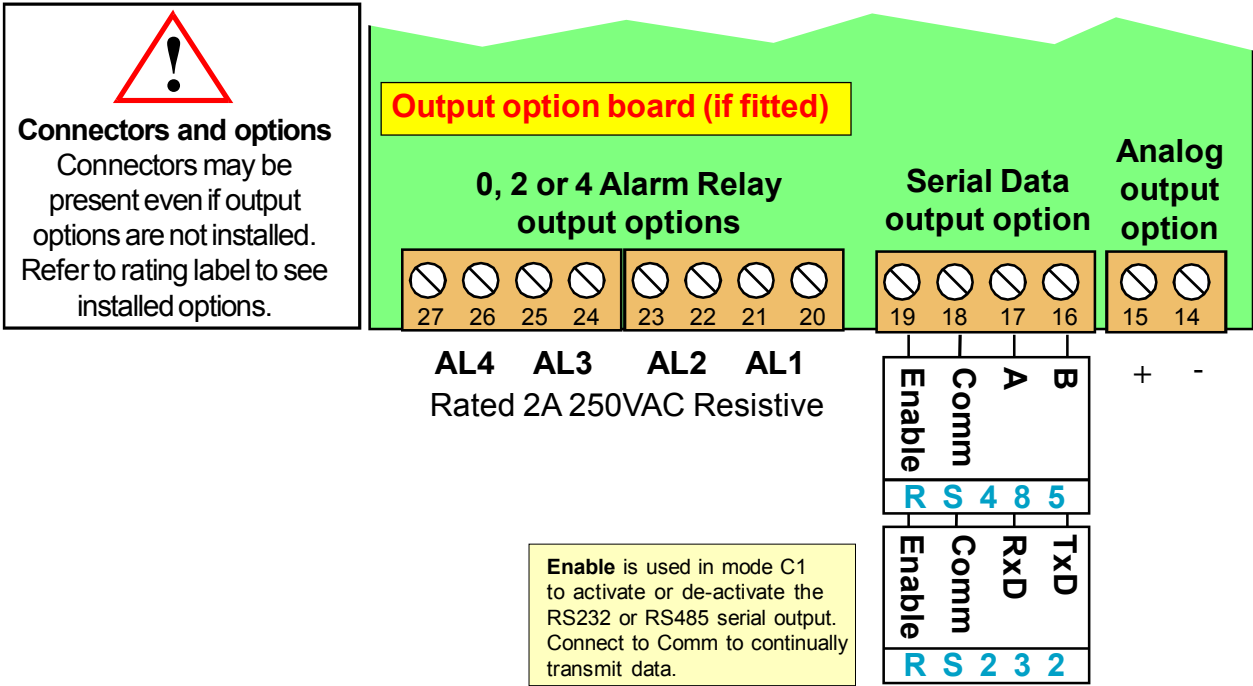 !
Connectors and options
Connectors may be
present even if output
options are not installed.
Refer to rating label to see
installed options.
Output option board (if fitted)
0, 2 or 4 Alarm Relay
output options
Serial Data
output option
Analog
output
option
27 26 25 24 23 22 21 20
19 18 17 16
15 14
AL4 AL3 AL2 AL1
Rated 2A 250VAC Resistive
Enable Comm A B
+ -
R S 4 8 5
Enable Comm RxD TxD
R S 2 3 2
Enable is used in mode C1
to activate or de-activate the
RS232 or RS485 serial output.
Connect to Comm to continually
transmit data.